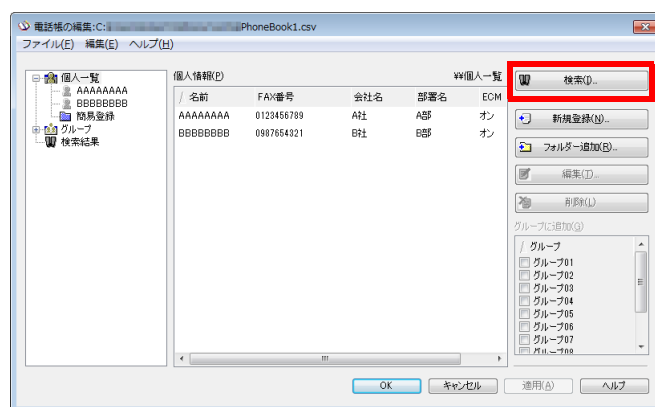 電話帳の編集:C: PhoneBook1.csv
ファイル(F) 編集(E) ヘルプ(H)
個人一覧
AAAAAAAA
BBBBBBBB
簡易登録
グループ
検索結果
個人情報(P) ¥¥個人一覧
/ 名前 FAX番号 会社名 部署名 ECM
AAAAAAAA 0123456789 A社 A部 オン
BBBBBBBB 0987654321 B社 B部 オン
検索(I)...
新規登録(N)...
フォルダー追加(R)...
編集(T)...
削除(L)
グループに追加(G)
/ グループ
グループ01
グループ02
グループ03
グループ04
グループ05
グループ06
グループ07
グループ08
OK キャンセル 適用(A) ヘルプ